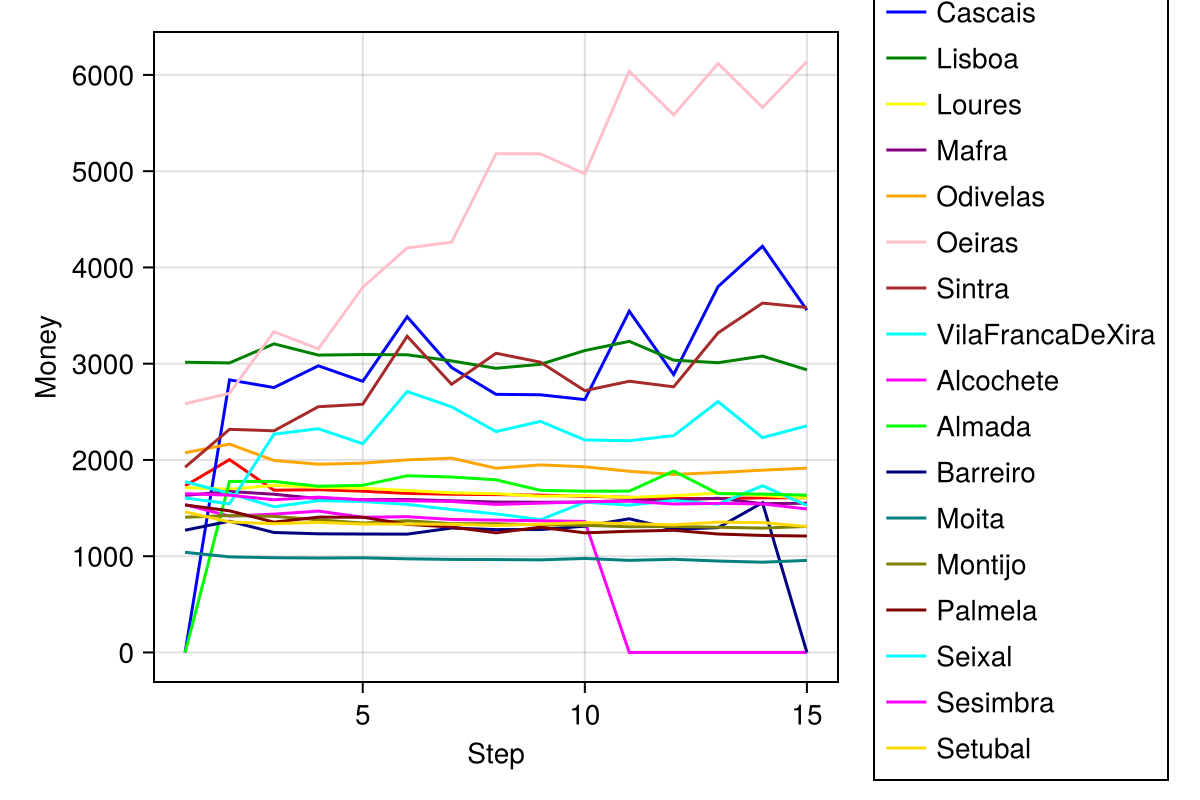 6000
5000
4000
3000
2000
1000
0
Money
5
10
15
Step
Cascais
Lisboa
Loures
Mafra
Odivelas
Oeiras
Sintra
VilaFrancaDeXira
Alcochete
Almada
Barreiro
Moita
Montijo
Palmela
Seixal
Sesimbra
Setubal